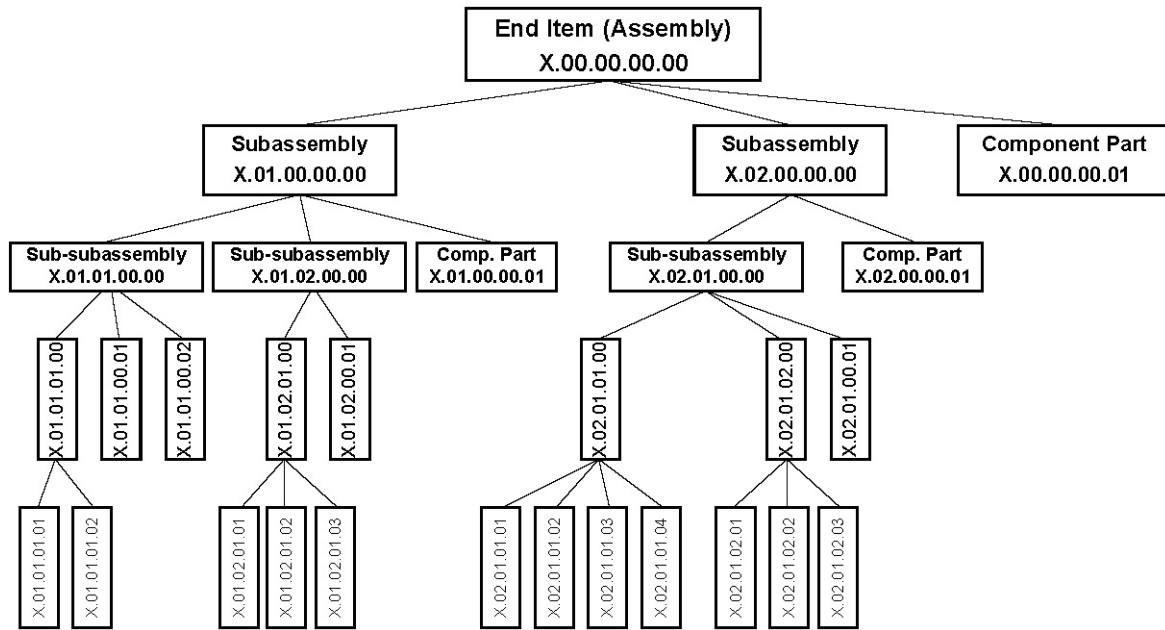 End Item (Assembly)
X.00.00.00.00
Subassembly
X.01.00.00.00
Subassembly
X.02.00.00.00
Component Part
X.00.00.00.01
Sub-subassembly
X.01.01.00.00
Sub-subassembly
X.01.02.00.00
Comp. Part
X.01.00.00.01
Sub-subassembly
X.02.01.00.00
Comp. Part
X.02.00.00.01
X.01.01.01.00
X.01.01.00.01
X.01.01.00.02
X.01.02.01.00
X.01.02.00.01
X.02.01.01.00
X.02.01.02.00
X.02.01.00.01
X.01.01.01.01
X.01.01.01.02
X.01.02.01.01
X.01.02.01.02
X.01.02.01.03
X.02.01.01.01
X.02.01.01.02
X.02.01.01.03
X.02.01.01.04
X.02.01.02.01
X.02.01.02.02
X.02.01.02.03